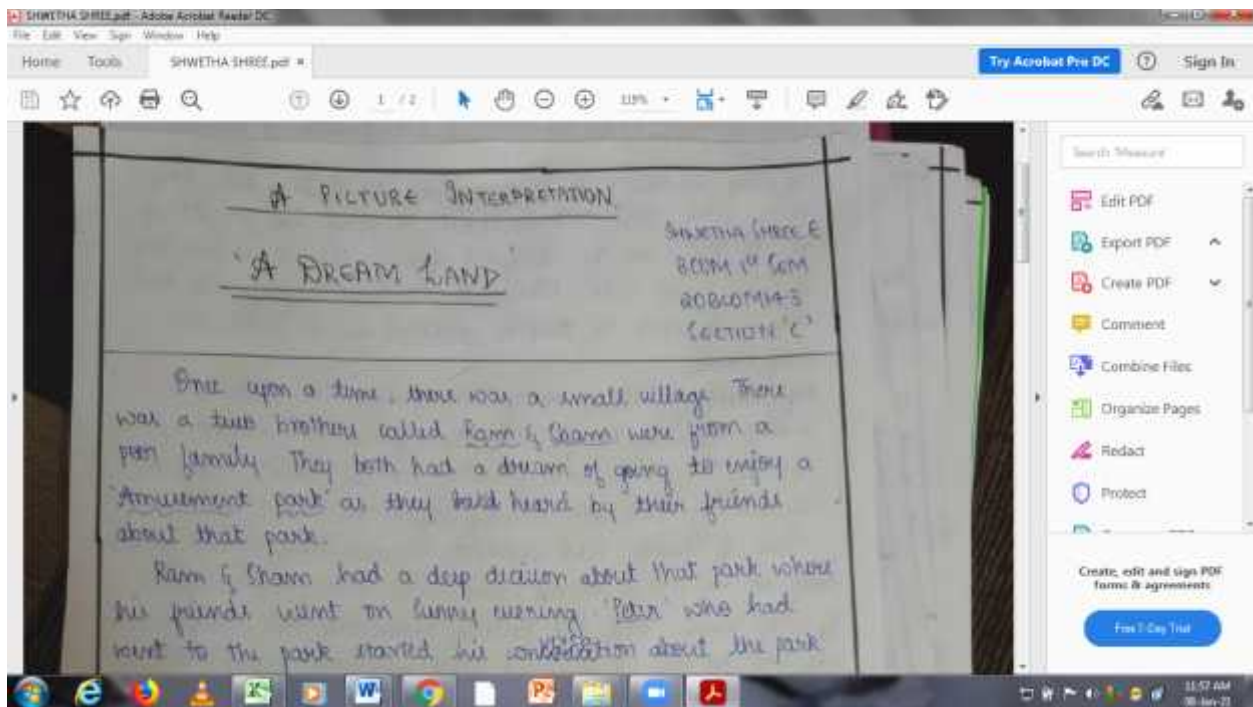 SHWETHA SHREE.pdf - Adobe Acrobat Reader DC
File Edit View Sign Window Help
Home Tools SHWETHA SHREE.pdf ×
Try Acrobat Pro DC Sign In
1 / 2 119%
Search 'Measure'
Edit PDF
Export PDF
Create PDF
Comment
Combine Files
Organize Pages
Redact
Protect
Create, edit and sign PDF
forms & agreements
Free 7-Day Trial
A PICTURE INTERPRETATION
SHWETHA SHREE E
'A DREAM LAND'
BCOM 1st SEM
SECTION 'C'
Once upon a time, there was a small village There
was a two brothers called Ram & Sham were from a
poor family They both had a dream of going to enjoy a
"Amusement park" as they had heard by their friends
about that park.
Ram & Sham had a deep about that park where
his friends went on Sunny evening 'Peter' who had
went to the park started his about the park
11:57 AM